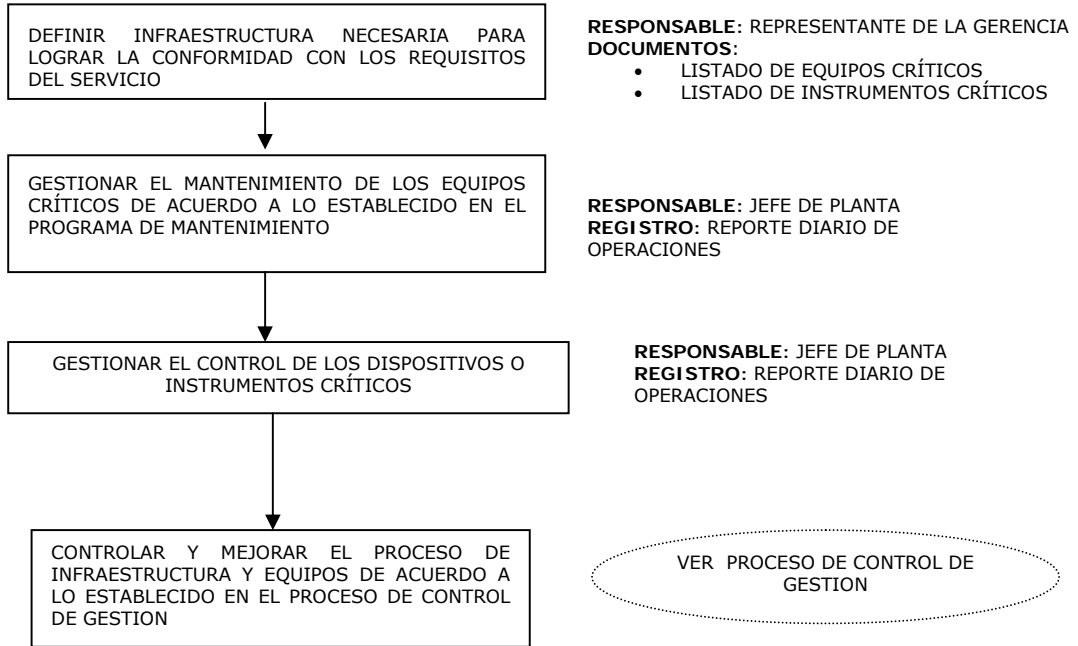 DEFINIR INFRAESTRUCTURA NECESARIA PARA
LOGRAR LA CONFORMIDAD CON LOS REQUISITOS
DEL SERVICIO
RESPONSABLE: REPRESENTANTE DE LA GERENCIA
DOCUMENTOS:
• LISTADO DE EQUIPOS CRÍTICOS
• LISTADO DE INSTRUMENTOS CRÍTICOS
GESTIONAR EL MANTENIMIENTO DE LOS EQUIPOS
CRÍTICOS DE ACUERDO A LO ESTABLECIDO EN EL
PROGRAMA DE MANTENIMIENTO
RESPONSABLE: JEFE DE PLANTA
REGISTRO: REPORTE DIARIO DE
OPERACIONES
GESTIONAR EL CONTROL DE LOS DISPOSITIVOS O
INSTRUMENTOS CRÍTICOS
RESPONSABLE: JEFE DE PLANTA
REGISTRO: REPORTE DIARIO DE
OPERACIONES
CONTROLAR Y MEJORAR EL PROCESO DE
INFRAESTRUCTURA Y EQUIPOS DE ACUERDO A
LO ESTABLECIDO EN EL PROCESO DE CONTROL
DE GESTION
VER PROCESO DE CONTROL DE
GESTION